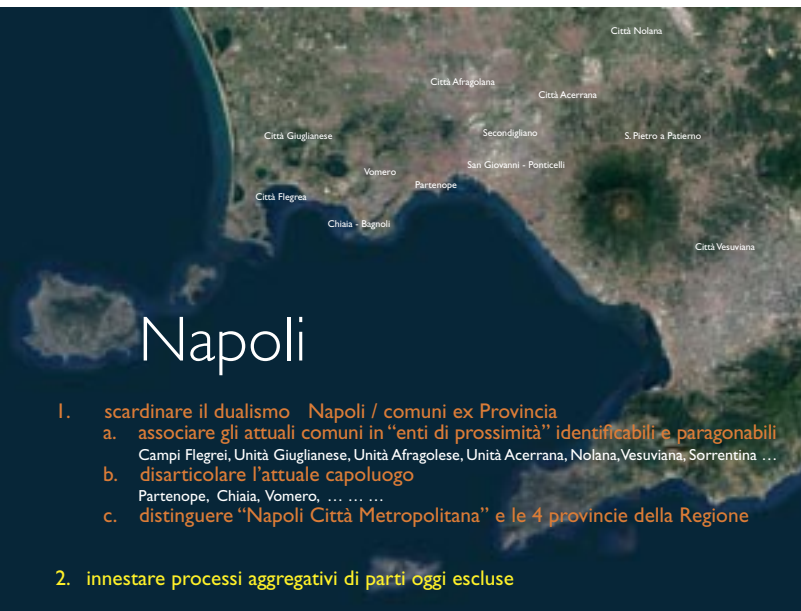 Città Nolana
Città Afragolana
Città Acerrana
Città Giuglianese
Secondigliano
S. Pietro a Patierno
San Giovanni - Ponticelli
Vomero
Partenope
Città Flegrea
Chiaia - Bagnoli
Città Vesuviana
Napoli
1. scardinare il dualismo Napoli / comuni ex Provincia
a. associare gli attuali comuni in “enti di prossimità” identificabili e paragonabili
Campi Flegrei, Unità Giuglianese, Unità Afragolese, Unità Acerrana, Nolana, Vesuviana, Sorrentina …
b. disarticolare l’attuale capoluogo
Partenope, Chiaia, Vomero, … … …
c. distinguere “Napoli Città Metropolitana” e le 4 provincie della Regione
2. innestare processi aggregativi di parti oggi escluse